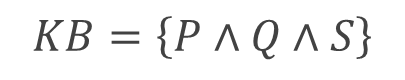 KB = {P ∧ Q ∧ S}